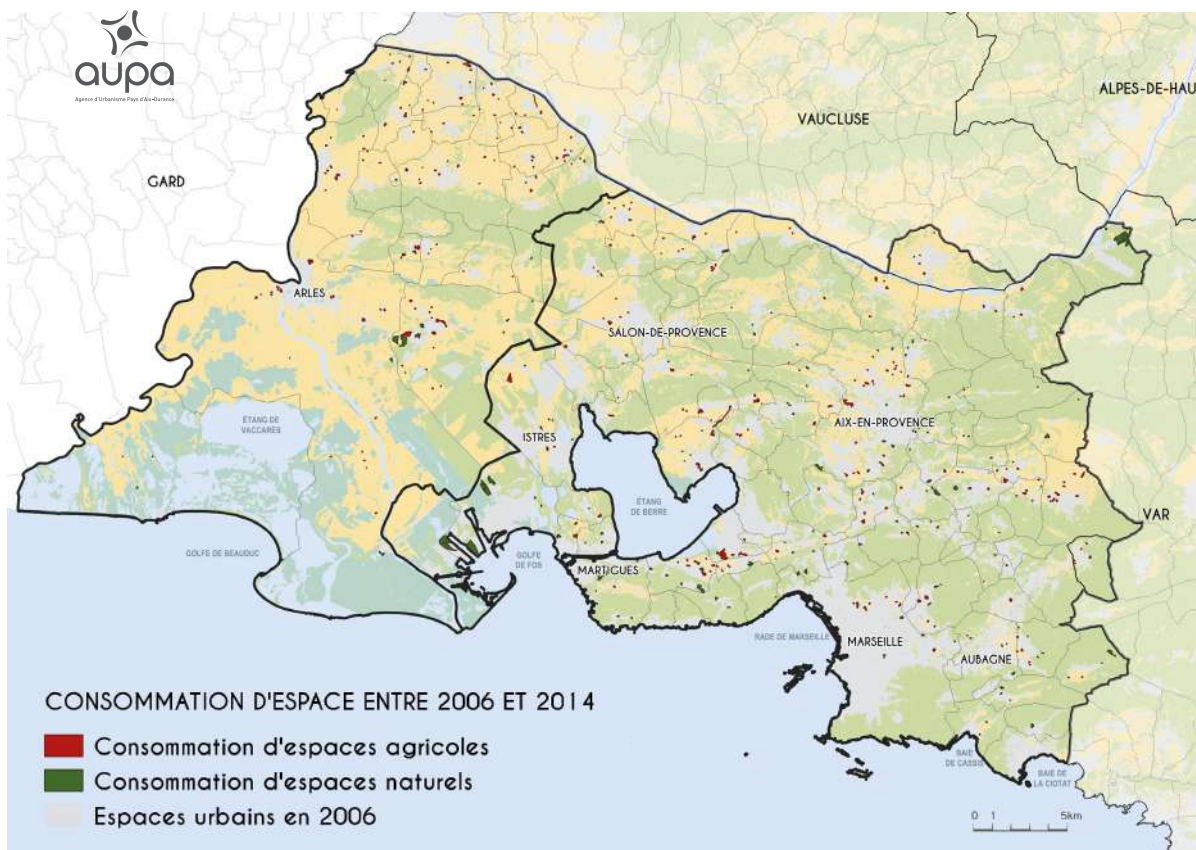 aupa
Agence d'Urbanisme Pays d'Aix-Durance
ALPES-DE-HAU
VAUCLUSE
GARD
ARLES
SALON-DE-PROVENCE
ÉTANG DE
VACCARÈS
ISTRES
AIX-EN-PROVENCE
ÉTANG
DE BERRE
VAR
GOLFE DE BEAUDUC
GOLFE
DE FOS
MARTIGUES
RADE DE MARSEILLE
MARSEILLE
AUBAGNE
CONSOMMATION D'ESPACE ENTRE 2006 ET 2014
Consommation d'espaces agricoles
Consommation d'espaces naturels
Espaces urbains en 2006
BAIE
DE CASSIS
BAIE DE
LA CIOTAT
0 1 5km